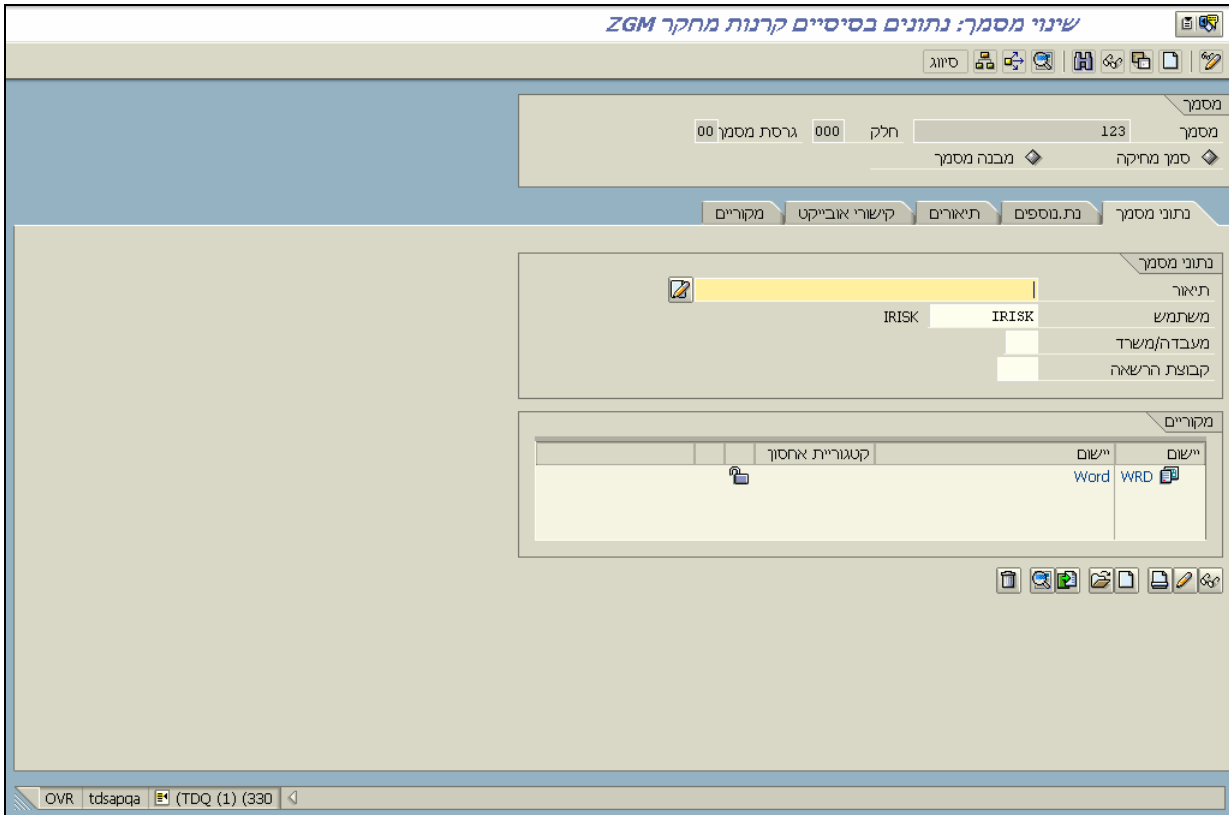 שינוי מסמך: נתונים בסיסיים קרנות מחקר ZGM
סיווג
מסמך
מסמך 123 חלק 000 גרסת מסמך 00
סמן מחיקה מבנה מסמך
נתוני מסמך נת.נוספים תיאורים קישורי אובייקט מקוריים
נתוני מסמך
תיאור
משתמש IRISK IRISK
מעבדה/משרד
קבוצת הרשאה
מקוריים
יישום יישום קטגוריית אחסון
WRD Word
OVR tdsapqa (TDQ (1) (330